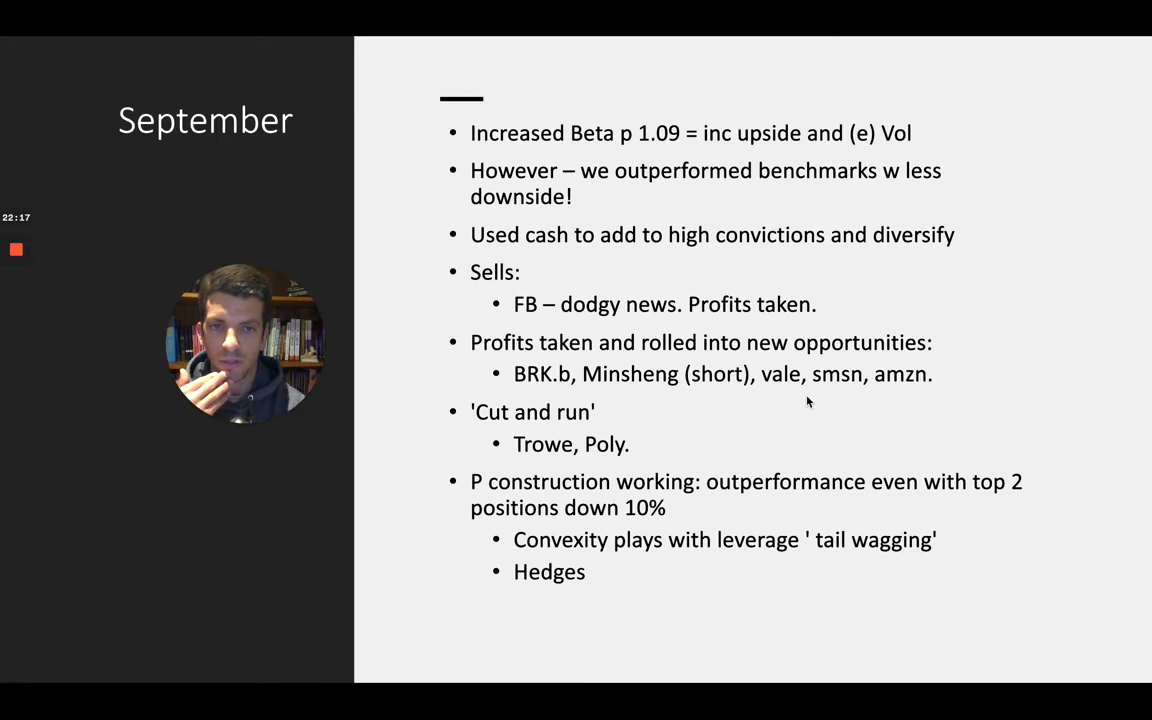 September
22:17
• Increased Beta p 1.09 = inc upside and (e) Vol
• However – we outperformed benchmarks w less
downside!
• Used cash to add to high convictions and diversify
• Sells:
• FB – dodgy news. Profits taken.
• Profits taken and rolled into new opportunities:
• BRK.b, Minsheng (short), vale, smsn, amzn.
• 'Cut and run'
• Trowe, Poly.
• P construction working: outperformance even with top 2
positions down 10%
• Convexity plays with leverage ' tail wagging'
• Hedges